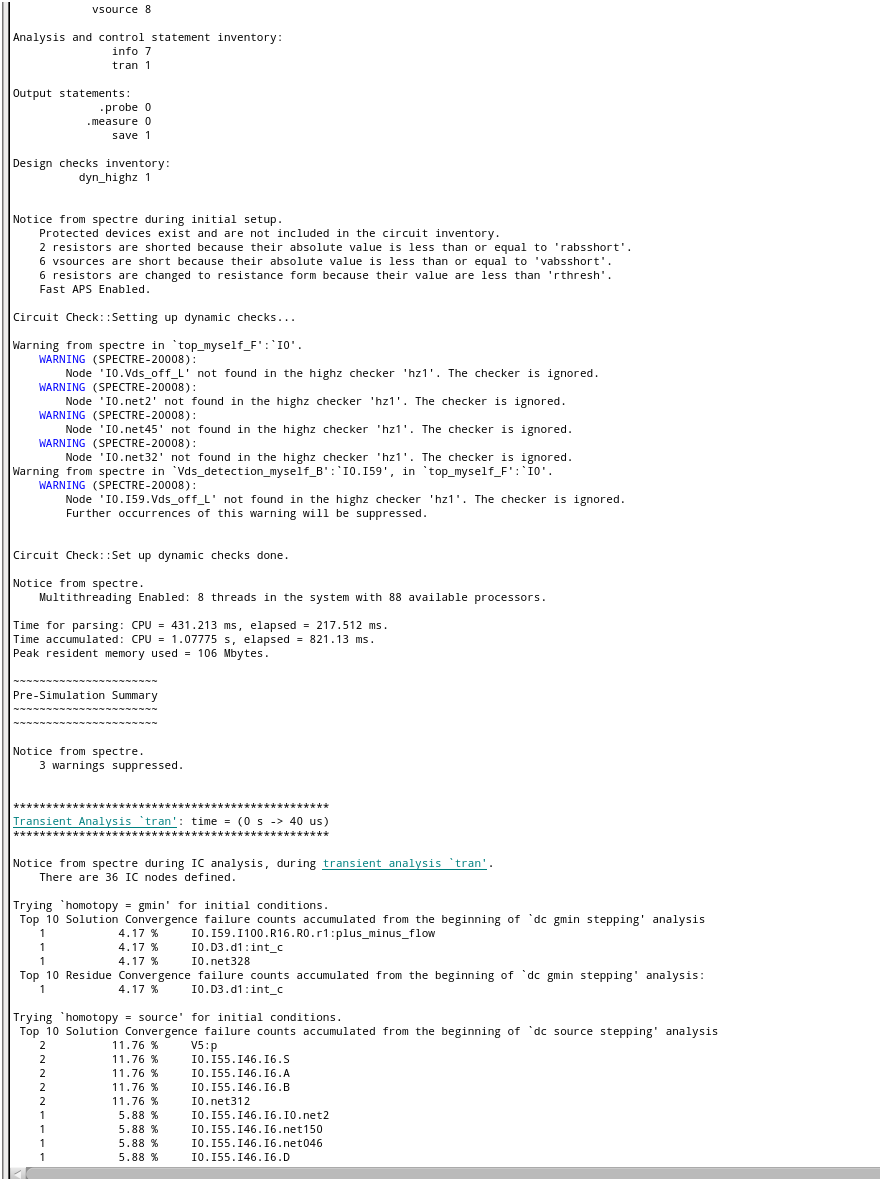 vsource 8
Analysis and control statement inventory:
info 7
tran 1
Output statements:
.probe 0
.measure 0
save 1
Design checks inventory:
dyn_highz 1
Notice from spectre during initial setup.
Protected devices exist and are not included in the circuit inventory.
2 resistors are shorted because their absolute value is less than or equal to 'rabsshort'.
6 vsources are short because their absolute value is less than or equal to 'vabsshort'.
6 resistors are changed to resistance form because their value are less than 'rthresh'.
Fast APS Enabled.
Circuit Check::Setting up dynamic checks...
Warning from spectre in `top_myself_F':`I0'.
WARNING (SPECTRE-20008):
Node 'I0.Vds_off_L' not found in the highz checker 'hz1'. The checker is ignored.
WARNING (SPECTRE-20008):
Node 'I0.net2' not found in the highz checker 'hz1'. The checker is ignored.
WARNING (SPECTRE-20008):
Node 'I0.net45' not found in the highz checker 'hz1'. The checker is ignored.
WARNING (SPECTRE-20008):
Node 'I0.net32' not found in the highz checker 'hz1'. The checker is ignored.
Warning from spectre in `Vds_detection_myself_B':`I0.I59', in `top_myself_F':`I0'.
WARNING (SPECTRE-20008):
Node 'I0.I59.Vds_off_L' not found in the highz checker 'hz1'. The checker is ignored.
Further occurrences of this warning will be suppressed.
Circuit Check::Set up dynamic checks done.
Notice from spectre.
Multithreading Enabled: 8 threads in the system with 88 available processors.
Time for parsing: CPU = 431.213 ms, elapsed = 217.512 ms.
Time accumulated: CPU = 1.07775 s, elapsed = 821.13 ms.
Peak resident memory used = 106 Mbytes.
~~~~~~~~~~~~~~~~~~~~~~
Pre-Simulation Summary
~~~~~~~~~~~~~~~~~~~~~~
~~~~~~~~~~~~~~~~~~~~~~
Notice from spectre.
3 warnings suppressed.
************************************************
Transient Analysis `tran': time = (0 s -> 40 us)
************************************************
Notice from spectre during IC analysis, during transient analysis `tran'.
There are 36 IC nodes defined.
Trying `homotopy = gmin' for initial conditions.
Top 10 Solution Convergence failure counts accumulated from the beginning of `dc gmin stepping' analysis
1 4.17 % I0.I59.I100.R16.R0.r1:plus_minus_flow
1 4.17 % I0.D3.d1:int_c
1 4.17 % I0.net328
Top 10 Residue Convergence failure counts accumulated from the beginning of `dc gmin stepping' analysis:
1 4.17 % I0.D3.d1:int_c
Trying `homotopy = source' for initial conditions.
Top 10 Solution Convergence failure counts accumulated from the beginning of `dc source stepping' analysis
2 11.76 % V5:p
2 11.76 % I0.I55.I46.I6.S
2 11.76 % I0.I55.I46.I6.A
2 11.76 % I0.I55.I46.I6.B
2 11.76 % I0.net312
1 5.88 % I0.I55.I46.I6.I0.net2
1 5.88 % I0.I55.I46.I6.net150
1 5.88 % I0.I55.I46.I6.net046
1 5.88 % I0.I55.I46.I6.D